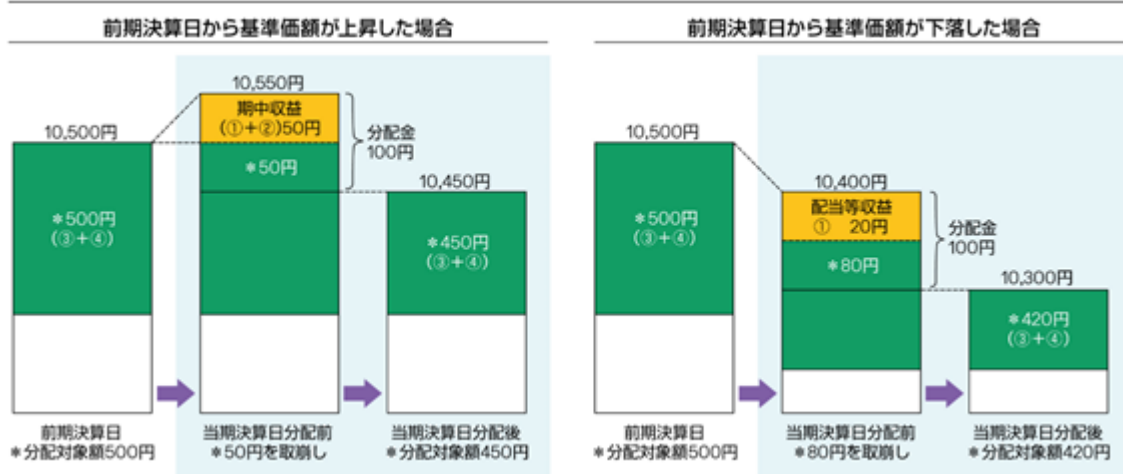 前期決算日から基準価額が上昇した場合
10,550円
期中収益
(①+②)50円
10,500円
分配金
100円
*50円
10,450円
*500円
(③+④)
*450円
(③+④)
前期決算日
*分配対象額500円
当期決算日分配前
*50円を取崩し
当期決算日分配後
*分配対象額450円
前期決算日から基準価額が下落した場合
10,500円
10,400円
配当等収益
① 20円
*500円
(③+④)
分配金
100円
*80円
10,300円
*420円
(③+④)
前期決算日
*分配対象額500円
当期決算日分配前
*80円を取崩し
当期決算日分配後
*分配対象額420円